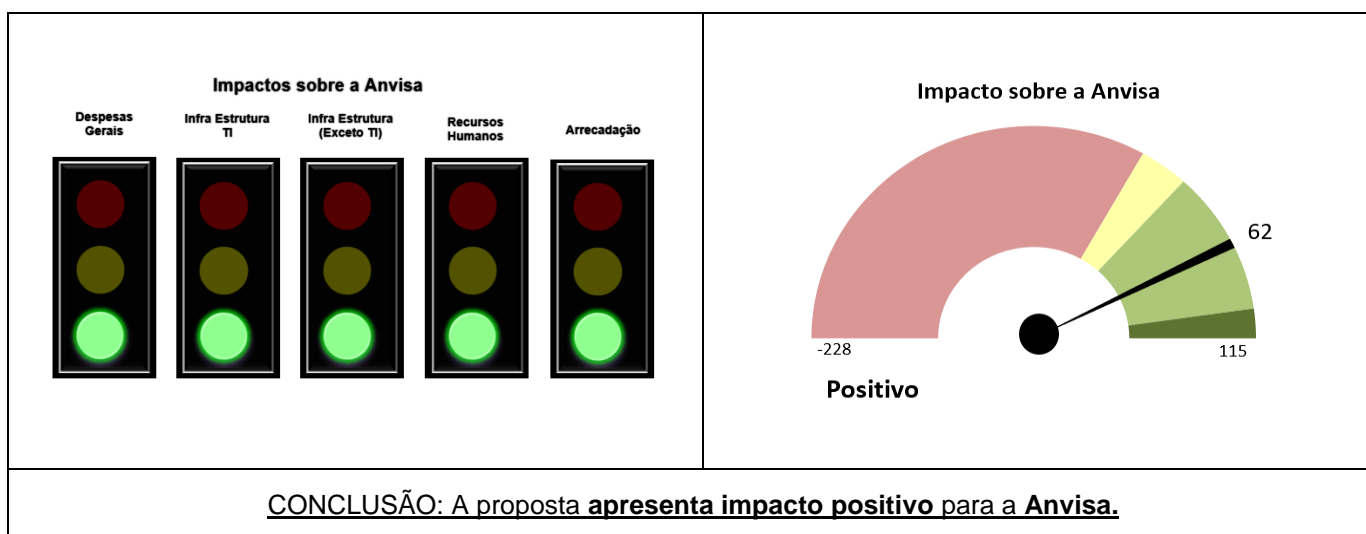 Impactos sobre a Anvisa
Despesas
Gerais
Infra Estrutura
TI
Infra Estrutura
(Exceto TI)
Recursos
Humanos
Arrecadação
Impacto sobre a Anvisa
62
-228
115
Positivo
CONCLUSÃO: A proposta apresenta impacto positivo para a Anvisa.